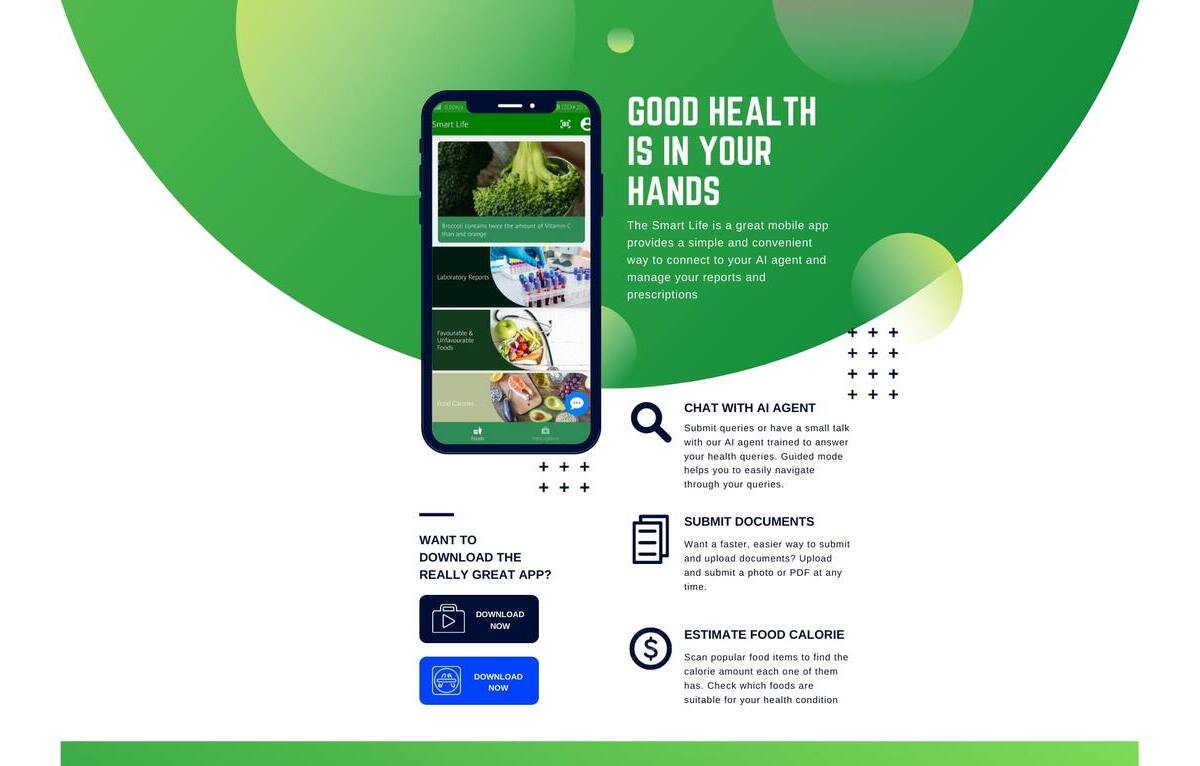 Smart Life
Broccoli contains twice the amount of Vitamin C
than and orange
Laboratory Reports
Favourable &
Unfavourable
Foods
Food Calories
Foods
Prescriptions
GOOD HEALTH
IS IN YOUR
HANDS
The Smart Life is a great mobile app
provides a simple and convenient
way to connect to your AI agent and
manage your reports and
prescriptions
CHAT WITH AI AGENT
Submit queries or have a small talk
with our AI agent trained to answer
your health queries. Guided mode
helps you to easily navigate
through your queries.
SUBMIT DOCUMENTS
Want a faster, easier way to submit
and upload documents? Upload
and submit a photo or PDF at any
time.
ESTIMATE FOOD CALORIE
Scan popular food items to find the
calorie amount each one of them
has. Check which foods are
suitable for your health condition
WANT TO
DOWNLOAD THE
REALLY GREAT APP?
DOWNLOAD
NOW
DOWNLOAD
NOW